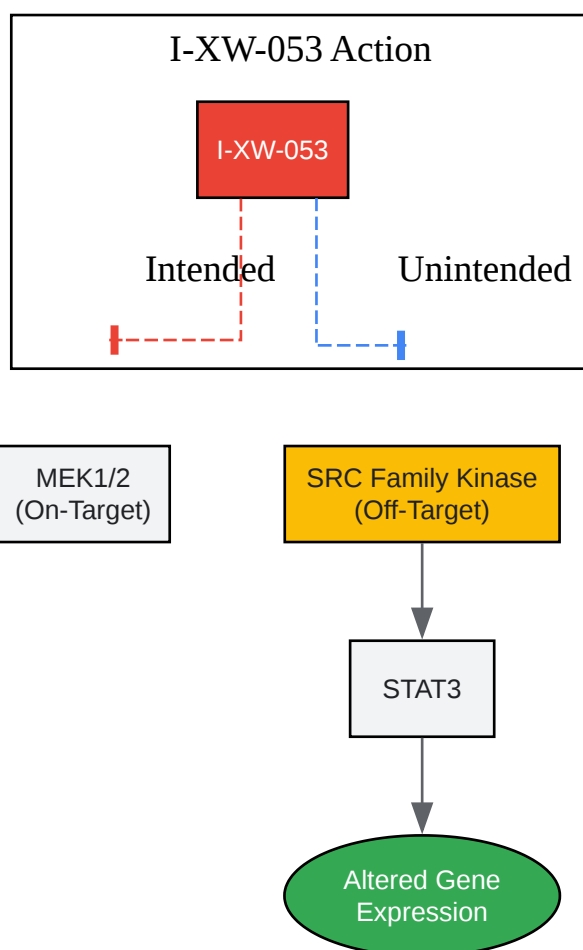 I-XW-053 Action
I-XW-053
Intended
Unintended
MEK1/2
(On-Target)
SRC Family Kinase
(Off-Target)
STAT3
Altered Gene
Expression